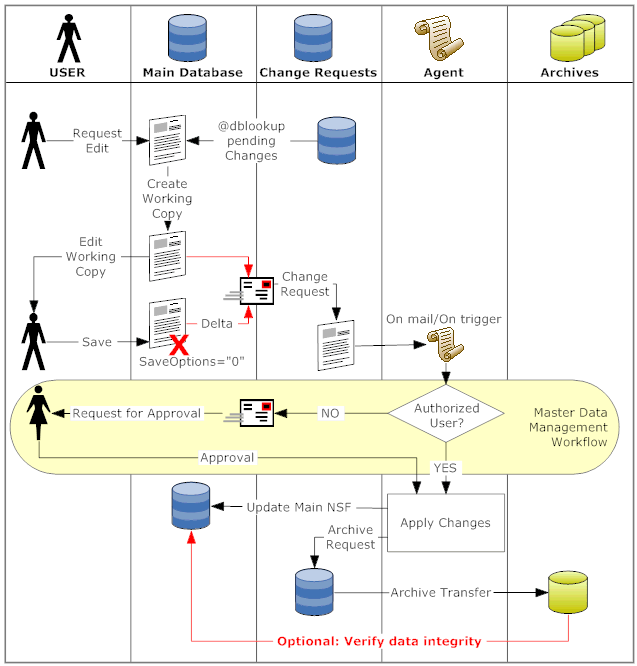 USER
Main Database
Change Requests
Agent
Archives
Request
Edit
@dblookup
pending
Changes
Create
Working
Copy
Edit
Working
Copy
Change
Request
On mail/On trigger
Save
Delta
SaveOptions="0"
Request for Approval
NO
Authorized
User?
Master Data
Management
Workflow
Approval
YES
Update Main NSF
Apply Changes
Archive
Request
Archive Transfer
Optional: Verify data integrity